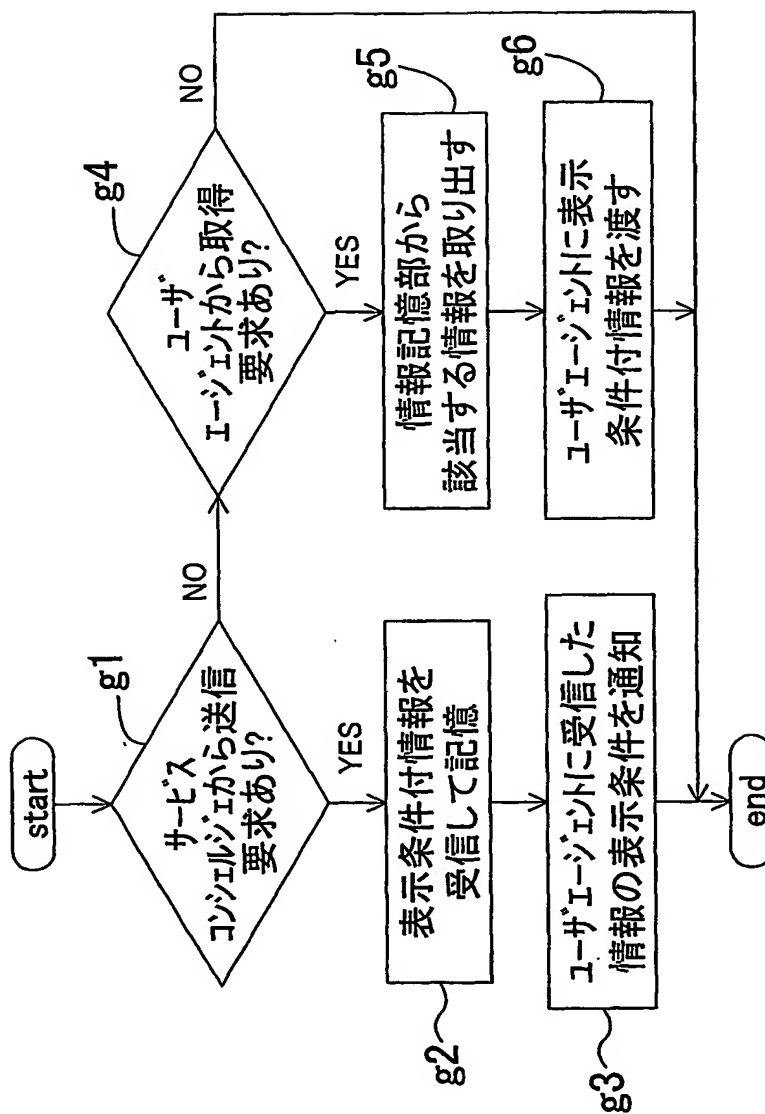 start
g1
サービス
コンシェルジェから送信
要求あり?
NO
YES
g2
表示条件付情報を
受信して記憶
g3
ユーザエージェントに受信した
情報の表示条件を通知
g4
ユーザ
エージェントから取得
要求あり?
NO
YES
g5
情報記憶部から
該当する情報を取り出す
g6
ユーザエージェントに表示
条件付情報を渡す
end